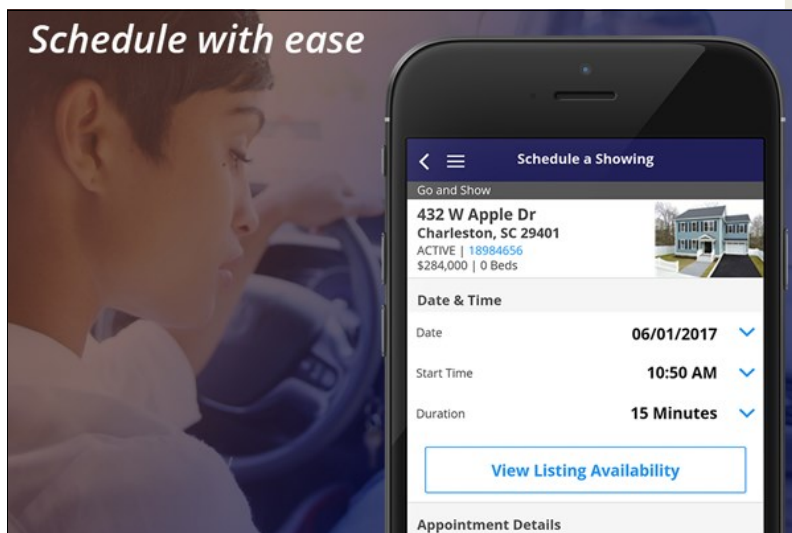 Schedule with ease
Schedule a Showing
Go and Show
432 W Apple Dr
Charleston, SC 29401
ACTIVE | 18984656
$284,000 | 0 Beds
Date & Time
Date 06/01/2017
Start Time 10:50 AM
Duration 15 Minutes
View Listing Availability
Appointment Details